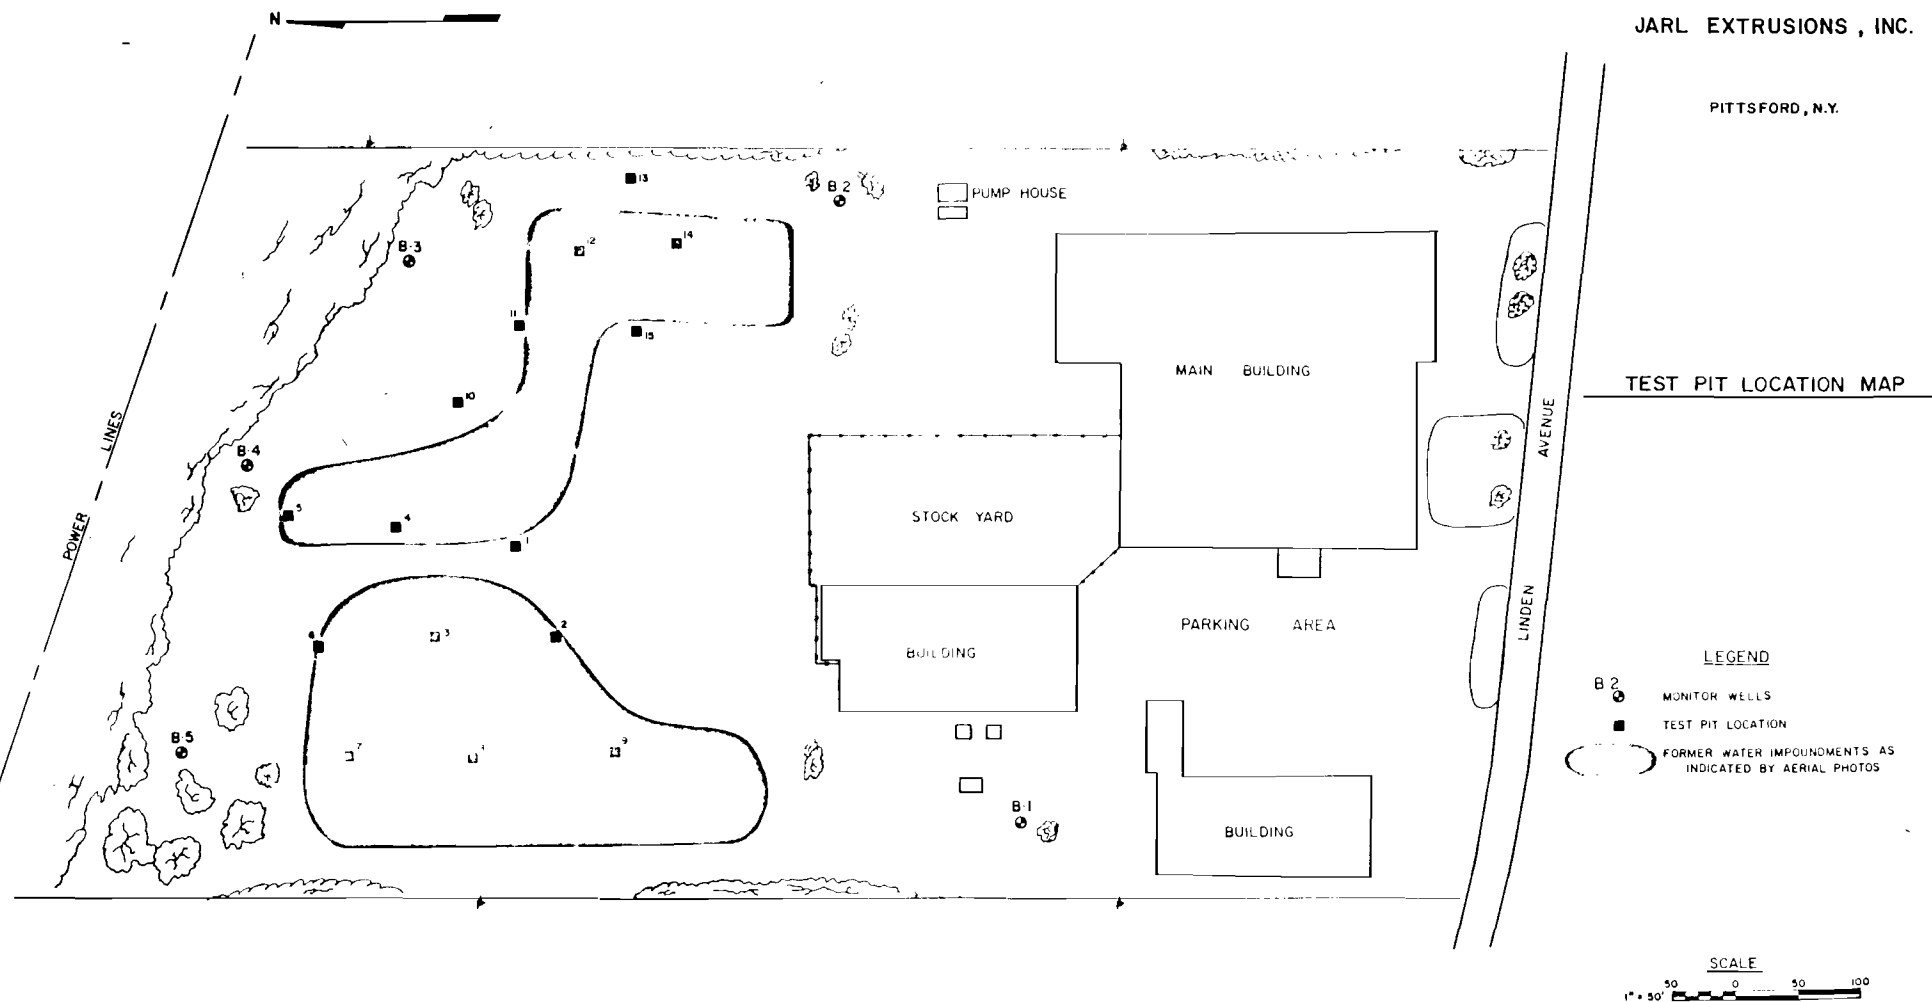 N
JARL EXTRUSIONS, INC.
PITTSFORD, N.Y.
13
B 2
PUMP HOUSE
12
14
B-3
11
15
MAIN BUILDING
TEST PIT LOCATION MAP
10
LINES
AVENUE
B-4
5
4
STOCK YARD
POWER
1
LINDEN
3
2
PARKING AREA
BUILDING
LEGEND
B 2
MONITOR WELLS
TEST PIT LOCATION
B-5
7
9
FORMER WATER IMPOUNDMENTS AS
INDICATED BY AERIAL PHOTOS
B-1
BUILDING
SCALE
1" = 50'
50 0 50 100